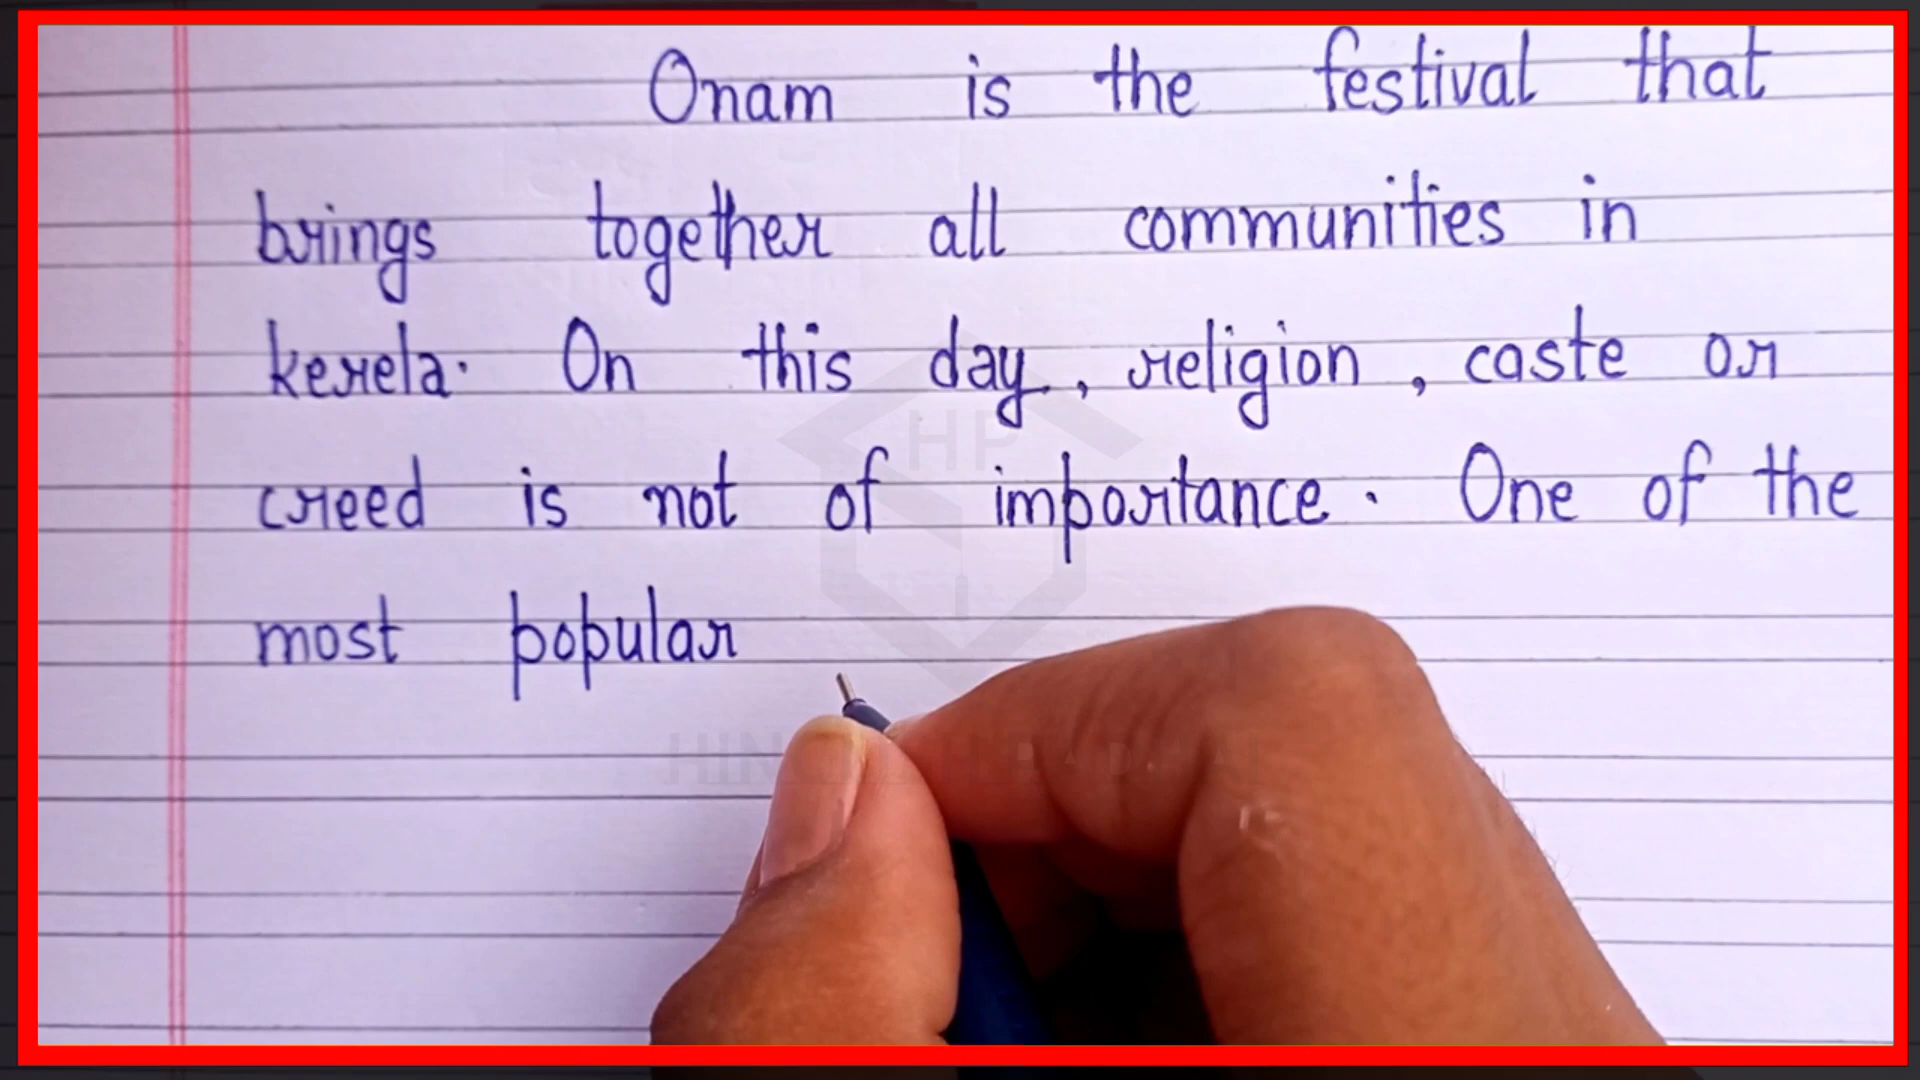 Onam is the festival that
brings together all communities in
kerela. On this day, religion, caste or
creed is not of importance. One of the
most popular
HP